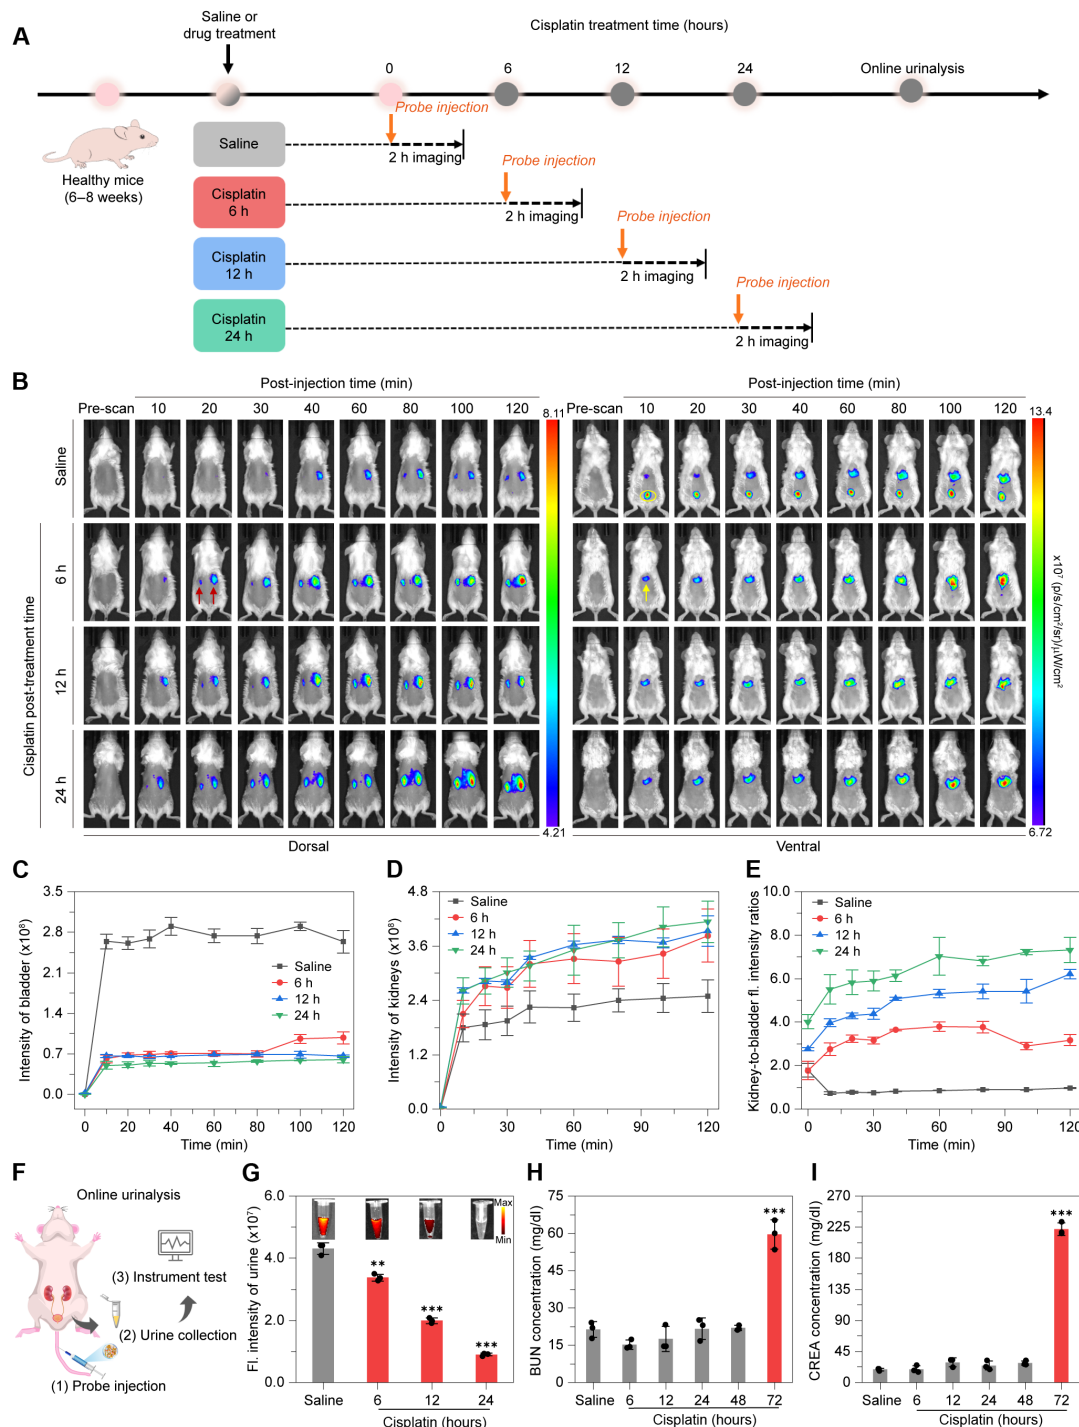 A
Saline or
drug treatment
Cisplatin treatment time (hours)
0 6 12 24 Online urinalysis
Healthy mice
(6–8 weeks)
Saline
Probe injection
2 h imaging
Cisplatin
6 h
Probe injection
2 h imaging
Cisplatin
12 h
Probe injection
2 h imaging
Cisplatin
24 h
Probe injection
2 h imaging
B
Post-injection time (min)
Pre-scan 10 20 30 40 60 80 100 120
8.11
4.21
Post-injection time (min)
Pre-scan 10 20 30 40 60 80 100 120
13.4
6.72
x10⁷ (p/s/cm²/sr)/μW/cm²
Saline
6 h
12 h
24 h
Cisplatin post-treatment time
Dorsal
Ventral
C
Intensity of bladder (x10⁸)
3.5
2.8
2.1
1.4
0.7
0.0
Saline
6 h
12 h
24 h
0 20 40 60 80 100 120
Time (min)
D
Intensity of kidneys (x10⁸)
4.8
3.6
2.4
1.2
0.0
Saline
6 h
12 h
24 h
0 30 60 90 120
Time (min)
E
Kidney-to-bladder fl. intensity ratios
10.0
8.0
6.0
4.0
2.0
0.0
Saline
6 h
12 h
24 h
0 30 60 90 120
Time (min)
F
Online urinalysis
(3) Instrument test
(2) Urine collection
(1) Probe injection
G
Fl. intensity of urine (x10⁷)
6.0
4.0
2.0
0.0
Max
Min
**
***
***
Saline 6 12 24
Cisplatin (hours)
H
BUN concentration (mg/dl)
75
60
45
30
15
0
***
Saline 6 12 24 48 72
Cisplatin (hours)
I
CREA concentration (mg/dl)
270
225
180
135
90
45
0
***
Saline 6 12 24 48 72
Cisplatin (hours)